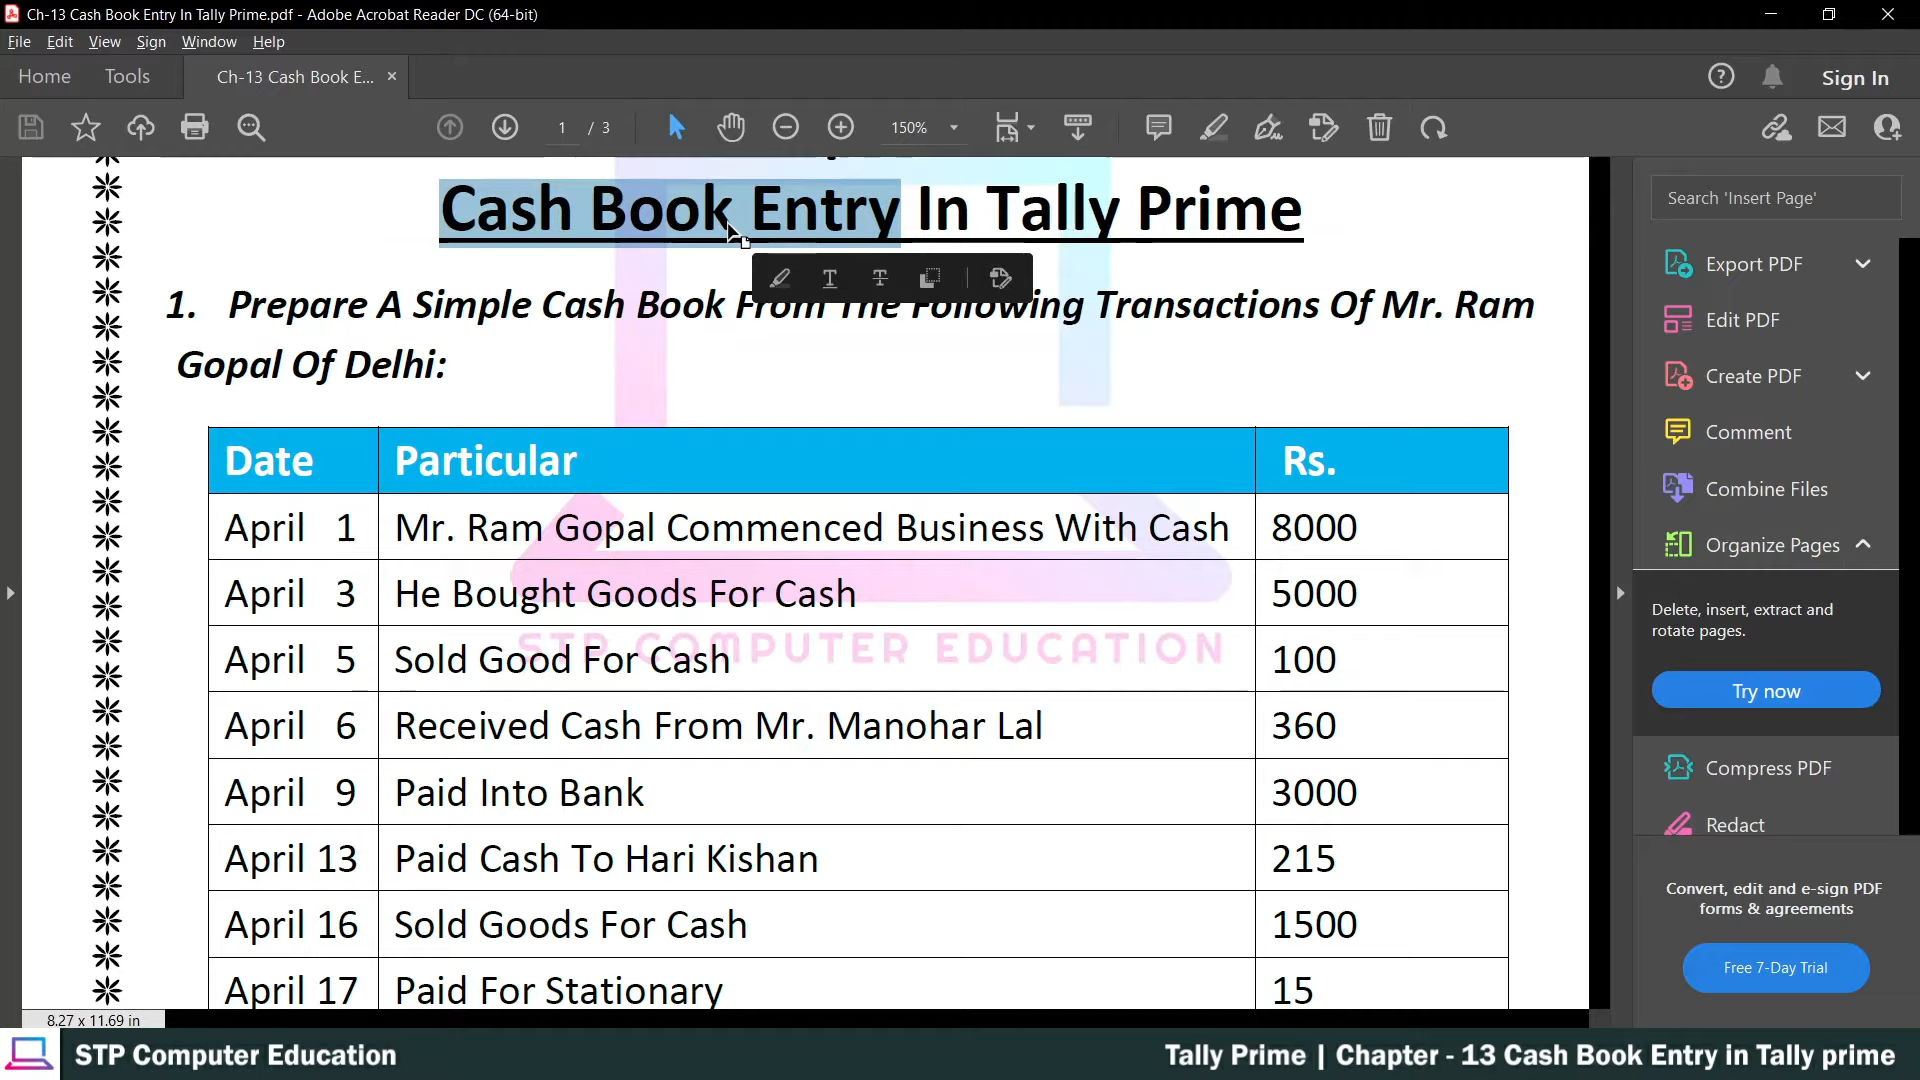 Ch-13 Cash Book Entry In Tally Prime.pdf - Adobe Acrobat Reader DC (64-bit)
File Edit View Sign Window Help
Home Tools Ch-13 Cash Book E... × Sign In
1 / 3 150%
Cash Book Entry In Tally Prime
1. Prepare A Simple Cash Book From The Following Transactions Of Mr. Ram
Gopal Of Delhi:
Date Particular Rs.
April 1 Mr. Ram Gopal Commenced Business With Cash 8000
April 3 He Bought Goods For Cash 5000
April 5 Sold Good For Cash 100
STP COMPUTER EDUCATION
April 6 Received Cash From Mr. Manohar Lal 360
April 9 Paid Into Bank 3000
April 13 Paid Cash To Hari Kishan 215
April 16 Sold Goods For Cash 1500
April 17 Paid For Stationary 15
8.27 x 11.69 in
Search 'Insert Page'
Export PDF
Edit PDF
Create PDF
Comment
Combine Files
Organize Pages
Delete, insert, extract and
rotate pages.
Try now
Compress PDF
Redact
Convert, edit and e-sign PDF
forms & agreements
Free 7-Day Trial
STP Computer Education
Tally Prime | Chapter - 13 Cash Book Entry in Tally prime